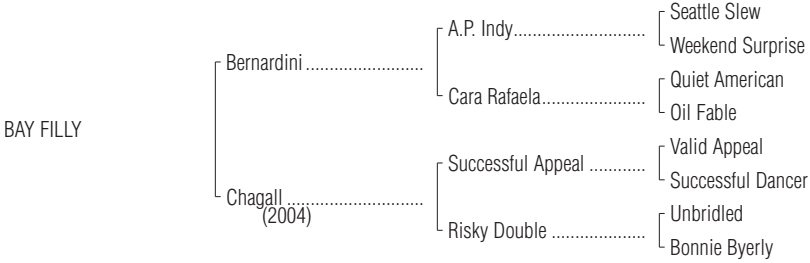 Seattle Slew
A.P. Indy..............................
Weekend Surprise
Bernardini ...........................
Quiet American
Cara Rafaela........................
Oil Fable
BAY FILLY
Valid Appeal
Successful Appeal .............
Successful Dancer
Chagall ...............................
(2004)
Unbridled
Risky Double .....................
Bonnie Byerly